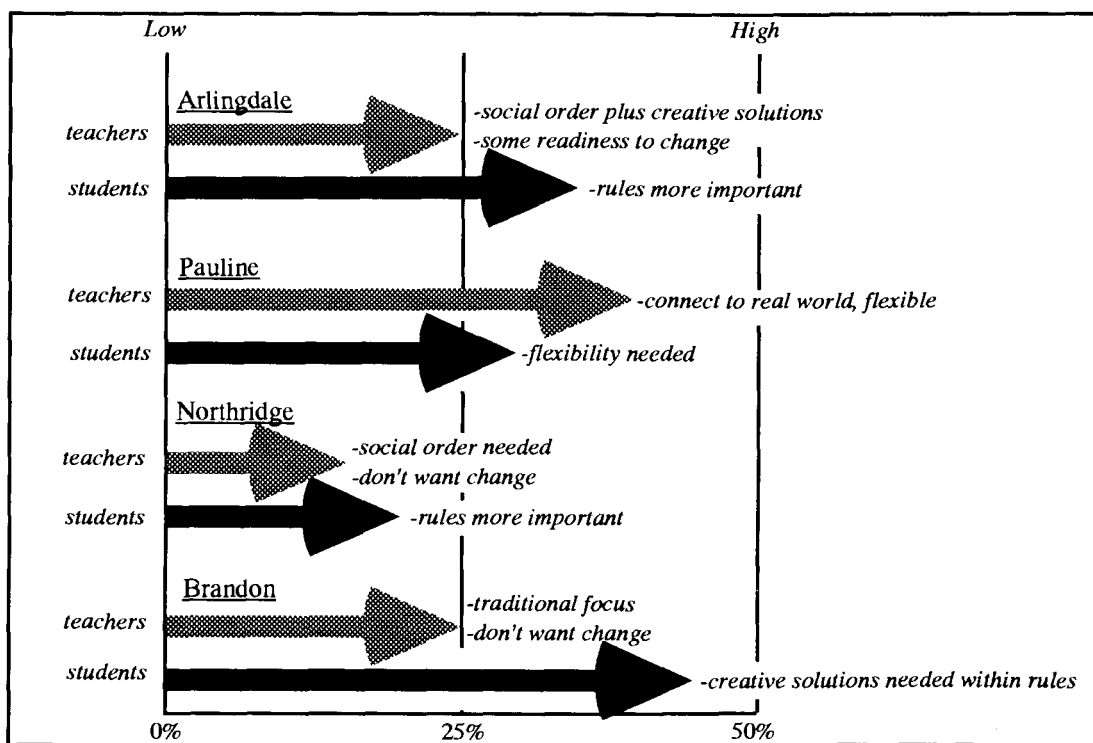 Low High
Arlingdale
teachers
-social order plus creative solutions
-some readiness to change
students
-rules more important
Pauline
teachers
-connect to real world, flexible
students
-flexibility needed
Northridge
teachers
-social order needed
-don't want change
students
-rules more important
Brandon
teachers
-traditional focus
-don't want change
students
-creative solutions needed within rules
0% 25% 50%